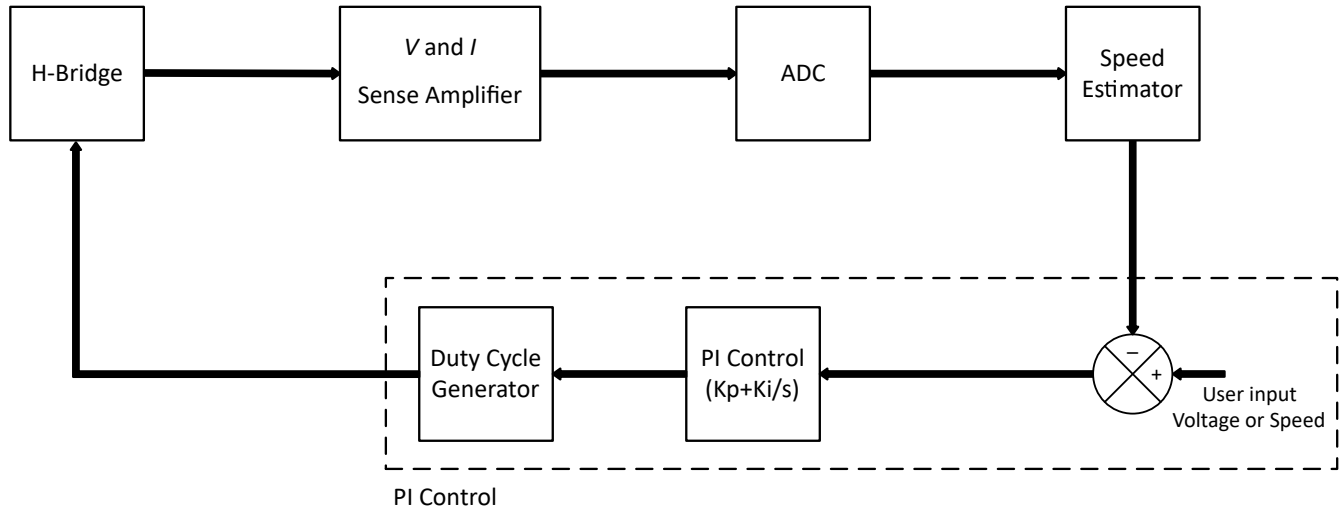 H-Bridge
V and I
Sense Amplifier
ADC
Speed
Estimator
Duty Cycle
Generator
PI Control
(Kp+Ki/s)
−
+
User input
Voltage or Speed
PI Control